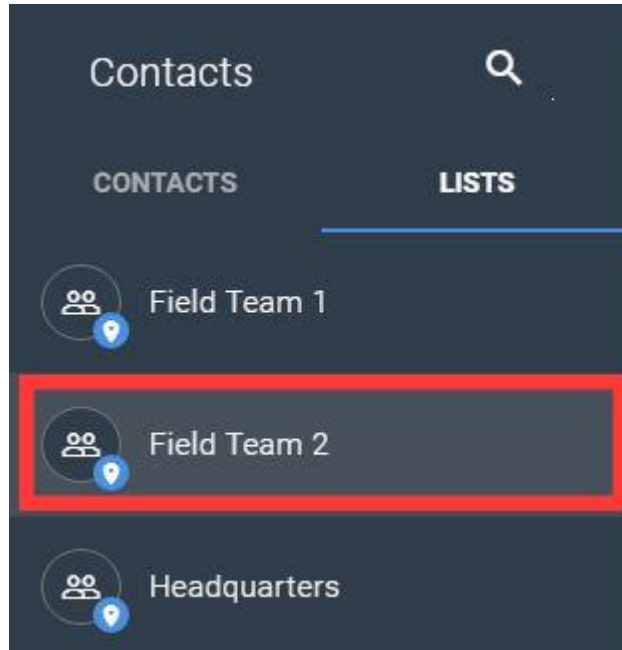 Contacts
CONTACTS LISTS
Field Team 1
Field Team 2
Headquarters